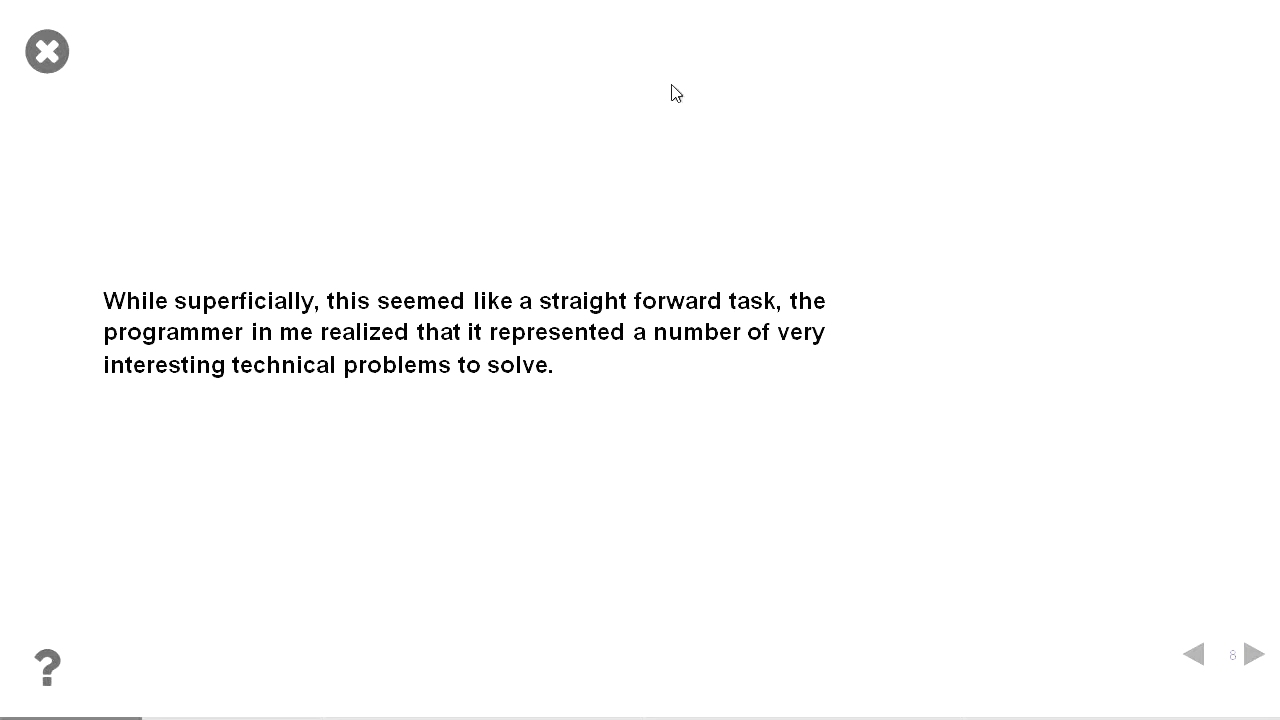 While superficially, this seemed like a straight forward task, the
programmer in me realized that it represented a number of very
interesting technical problems to solve.
?
8